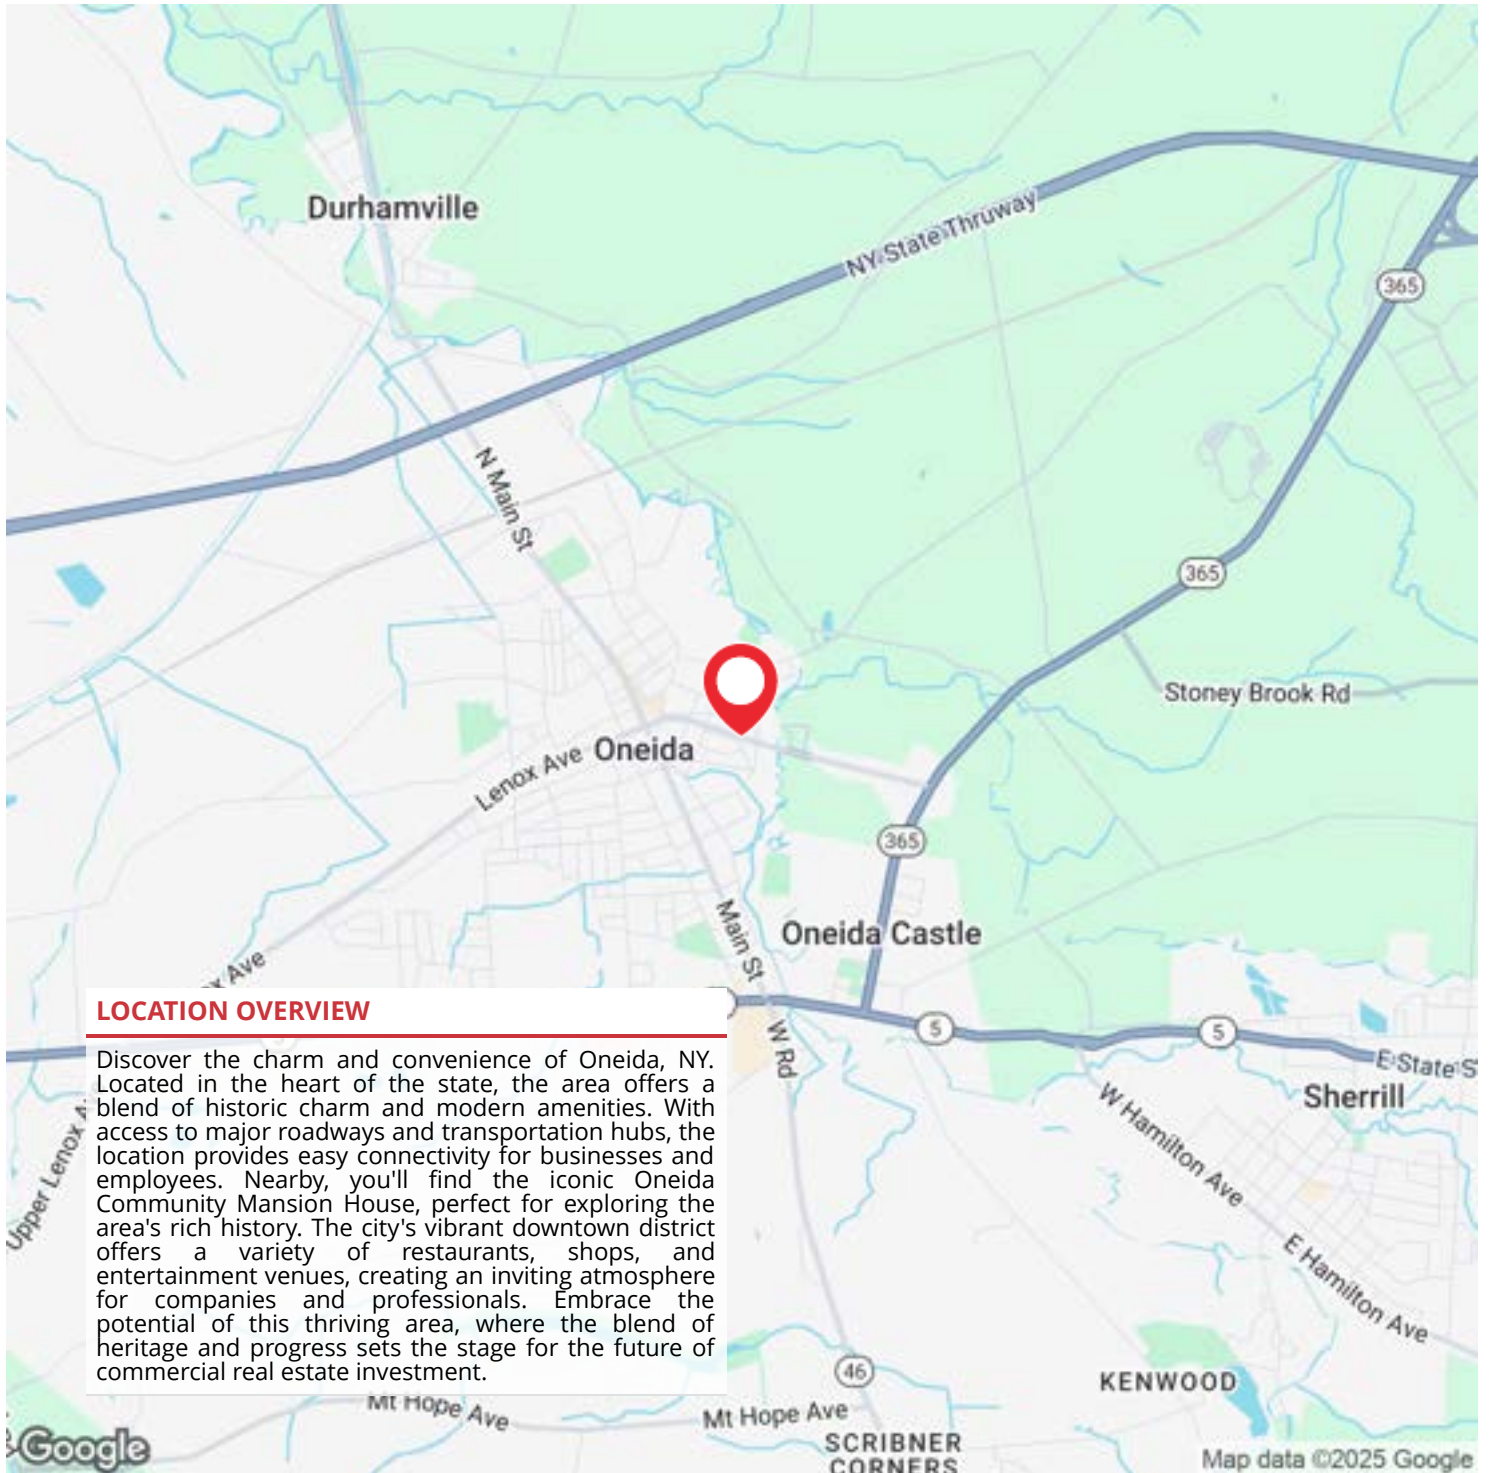 Durhamville
NY State Thruway
365
N Main St
365
Stoney Brook Rd
Oneida
Lenox Ave
365
Main St
Oneida Castle
LOCATION OVERVIEW
5
5
W Rd
E State S
Sherrill
Discover the charm and convenience of Oneida, NY.
Located in the heart of the state, the area offers a
blend of historic charm and modern amenities. With
access to major roadways and transportation hubs, the
location provides easy connectivity for businesses and
employees. Nearby, you'll find the iconic Oneida
Community Mansion House, perfect for exploring the
area's rich history. The city's vibrant downtown district
offers a variety of restaurants, shops, and
entertainment venues, creating an inviting atmosphere
for companies and professionals. Embrace the
potential of this thriving area, where the blend of
heritage and progress sets the stage for the future of
commercial real estate investment.
x Ave
Upper Lenox A
W Hamilton Ave
E Hamilton Ave
46
KENWOOD
Mt Hope Ave
Mt Hope Ave
SCRIBNER
CORNERS
Google
Map data ©2025 Google